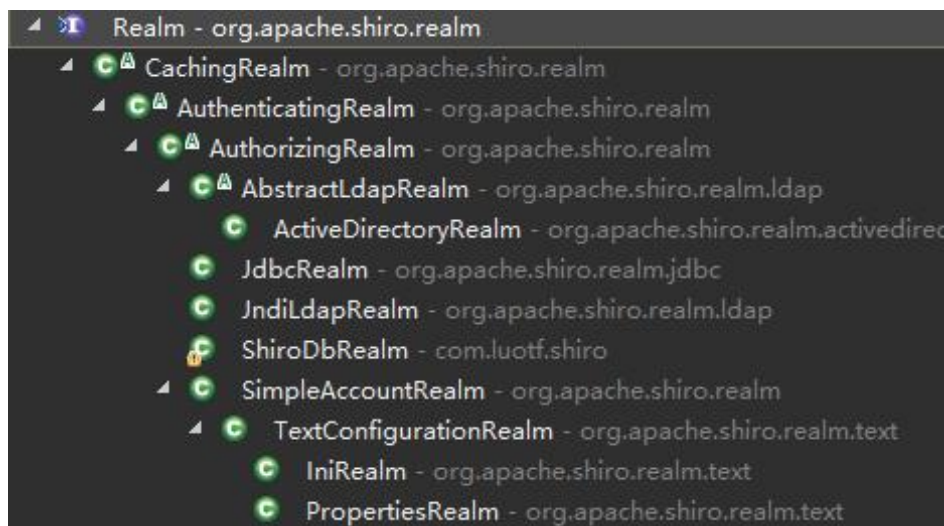 Realm - org.apache.shiro.realm
CachingRealm - org.apache.shiro.realm
AuthenticatingRealm - org.apache.shiro.realm
AuthorizingRealm - org.apache.shiro.realm
AbstractLdapRealm - org.apache.shiro.realm.ldap
ActiveDirectoryRealm - org.apache.shiro.realm.activedirec
JdbcRealm - org.apache.shiro.realm.jdbc
JndiLdapRealm - org.apache.shiro.realm.ldap
ShiroDbRealm - com.luotf.shiro
SimpleAccountRealm - org.apache.shiro.realm
TextConfigurationRealm - org.apache.shiro.realm.text
IniRealm - org.apache.shiro.realm.text
PropertiesRealm - org.apache.shiro.realm.text